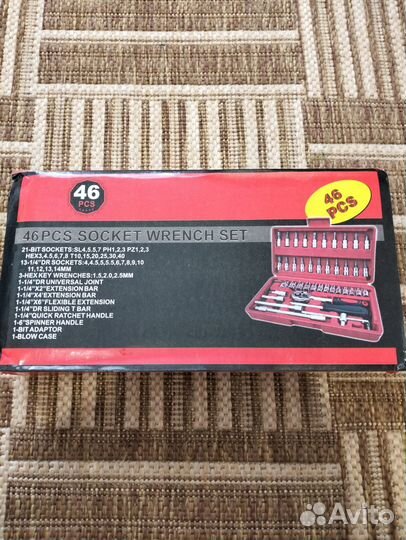 46
PCS
46
PCS
46PCS SOCKET WRENCH SET
21-BIT SOCKETS:SL4,5.5,7 PH1,2,3 PZ1,2,3
HEX3,4,5,6,7,8 T10,15,20,25,30,40
13-1/4"DR SOCKETS:4,4.5,5,5.5,6,7,8,9,10
11,12,13,14MM
3-HEX KEY WRENCHES:1.5,2.0,2.5MM
1-1/4"DR UNIVERSAL JOINT
1-1/4"X2"EXTENSION BAR
1-1/4"X4"EXTENSION BAR
1-1/4"X6"FLEXIBLE EXTENSION
1-1/4"DR SLIDING T BAR
1-1/4"QUICK RATCHET HANDLE
1-6"SPINNER HANDLE
1-BIT ADAPTOR
1-BLOW CASE
Avito